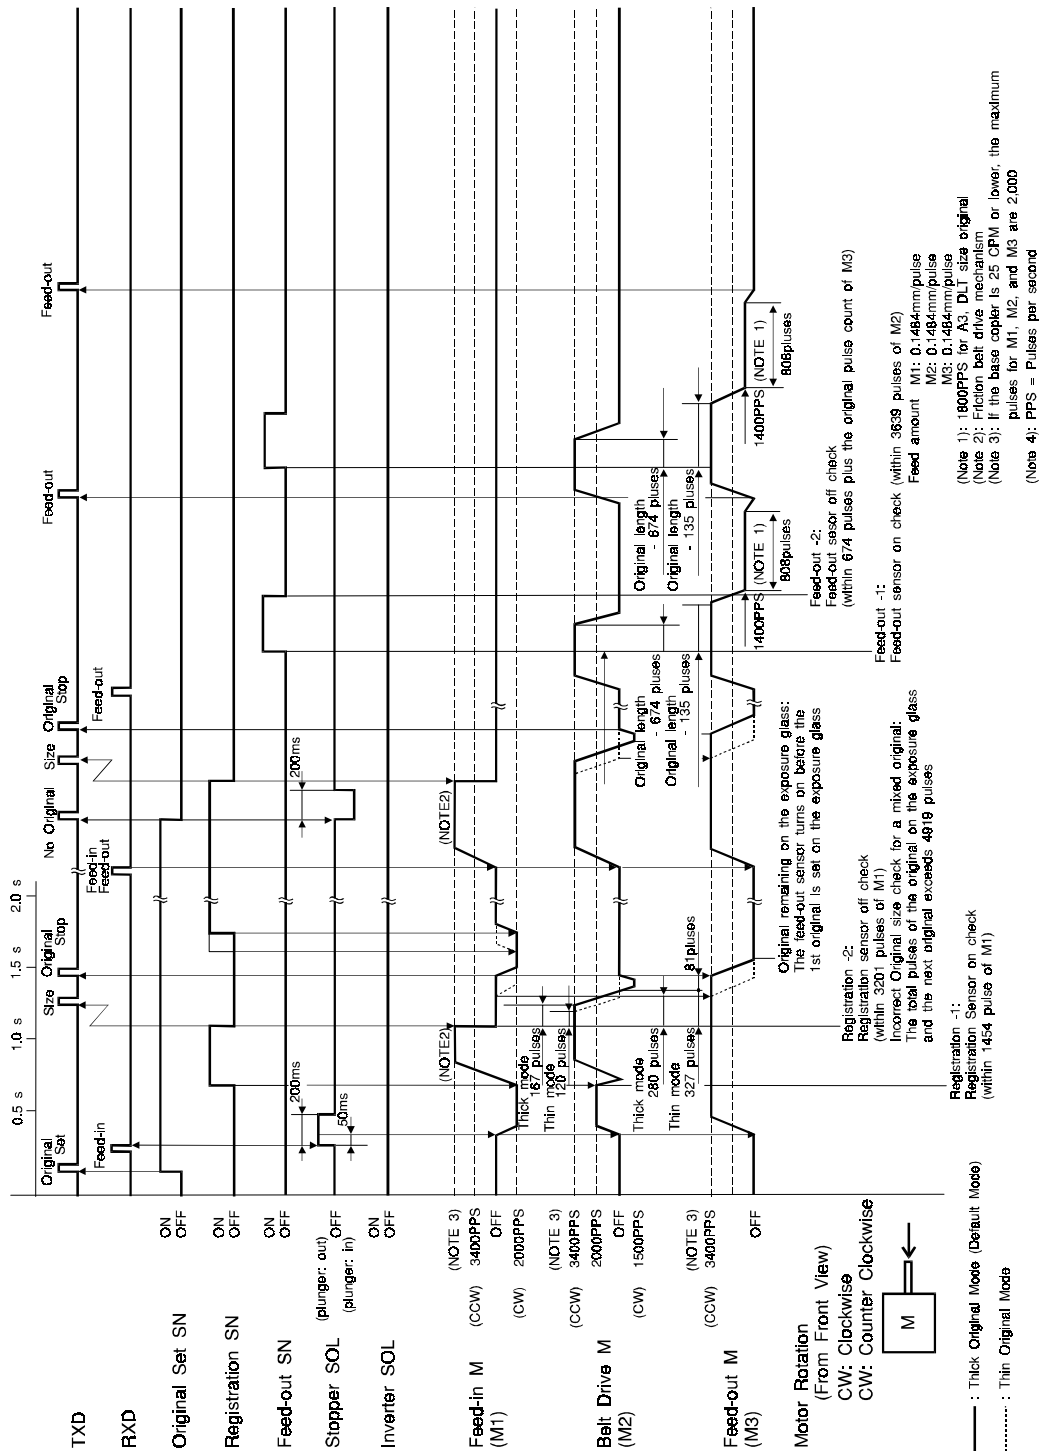 Original
Set
Size
Original
Stop
No Original
Size
Original
Stop
Feed-out
Feed-out
Feed-in
Feed-in
Feed-out
Feed-out
0.5 s
1.0 s
1.5 s
2.0 s
TXD
RXD
Original Set SN
ON
OFF
Registration SN
ON
OFF
Feed-out SN
ON
OFF
Stopper SOL
(plunger: out)
(plunger: in)
200ms
50ms
200ms
Inverter SOL
ON
OFF
Feed-in M
(M1)
(CCW)
(CW)
(NOTE 3)
3400PPS
OFF
2000PPS
(NOTE2)
(NOTE2)
Thick mode
167 pulses
Thin mode
120 pulses
Belt Drive M
(M2)
(CCW)
(CW)
(NOTE 3)
3400PPS
2000PPS
OFF
1500PPS
Thick mode
280 pulses
Thin mode
327 pulses
81pluses
Original length
- 674 pluses
Original length
- 135 pluses
Original length
- 674 pluses
Original length
- 135 pluses
Feed-out M
(M3)
(CCW)
(NOTE 3)
3400PPS
OFF
1400PPS (NOTE 1)
808pulses
1400PPS (NOTE 1)
808pluses
Motor Rotation
(From Front View)
CW: Clockwise
CW: Counter Clockwise
M
: Thick Original Mode (Default Mode)
: Thin Original Mode
Original remaining on the exposure glass:
The feed-out sensor turns on before the
1st original is set on the exposure glass
Feed-out -2:
Feed-out sesor off check
(within 674 pulses plus the original pulse count of M3)
Feed-out -1:
Feed-out sensor on check (within 3639 pulses of M2)
Registration -2:
Registration sensor off check
(within 3201 pulses of M1)
Incorrect Original size check for a mixed original:
The total pulses of the original on the exposure glass
and the next original exceeds 4919 pulses
Registration -1:
Registration Sensor on check
(within 1454 pulse of M1)
Feed amount M1: 0.1484mm/pulse
M2: 0.1484mm/pulse
M3: 0.1484mm/pulse
(Note 1): 1800PPS for A3, DLT size original
(Note 2): Friction belt drive mechanism
(Note 3): If the base copier is 25 CPM or lower, the maximum
pulses for M1, M2, and M3 are 2,000
(Note 4): PPS = Pulses per second